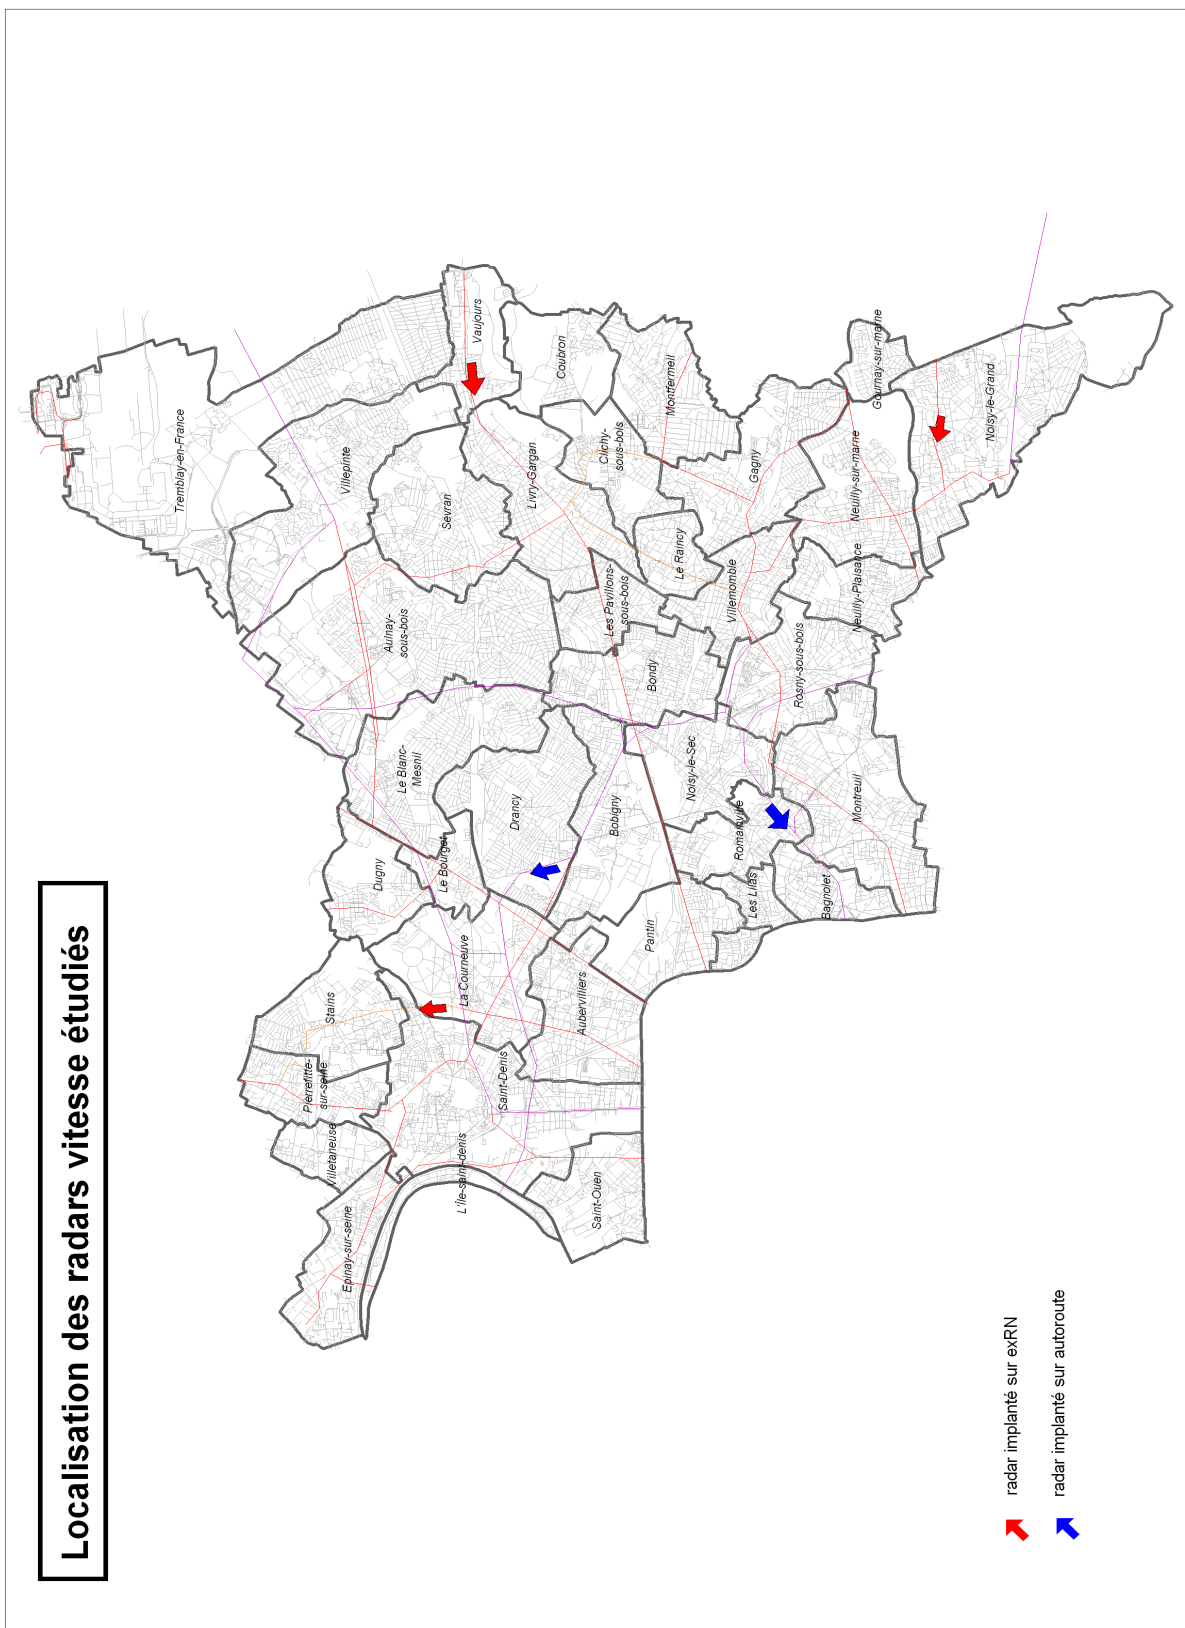 Localisation des radars vitesse étudiés
Tremblay-en-France
Pierrefitte-
sur-seine
Villetaneuse
Stains
Villepinte
Epinay-sur-seine
Dugny
Aulnay-
sous-bois
Le Blanc-
Mesnil
Le Bourget
Sevran
L'Île-saint-denis
La Courneuve
Vaujours
Saint-Denis
Drancy
Livry-Gargan
Coubron
Aubervilliers
Saint-Ouen
Les Pavillons-
sous-bois
Clichy-
sous-bois
Bobigny
Pantin
Bondy
Montfermeil
Le Raincy
Noisy-le-Sec
Villemomble
Romainville
Les Lilas
Gagny
Rosny-sous-bois
Bagnolet
Montreuil
Neuilly-Plaisance
Neuilly-sur-marne
Gournay-sur-marne
Noisy-le-Grand
radar implanté sur exRN
radar implanté sur autoroute